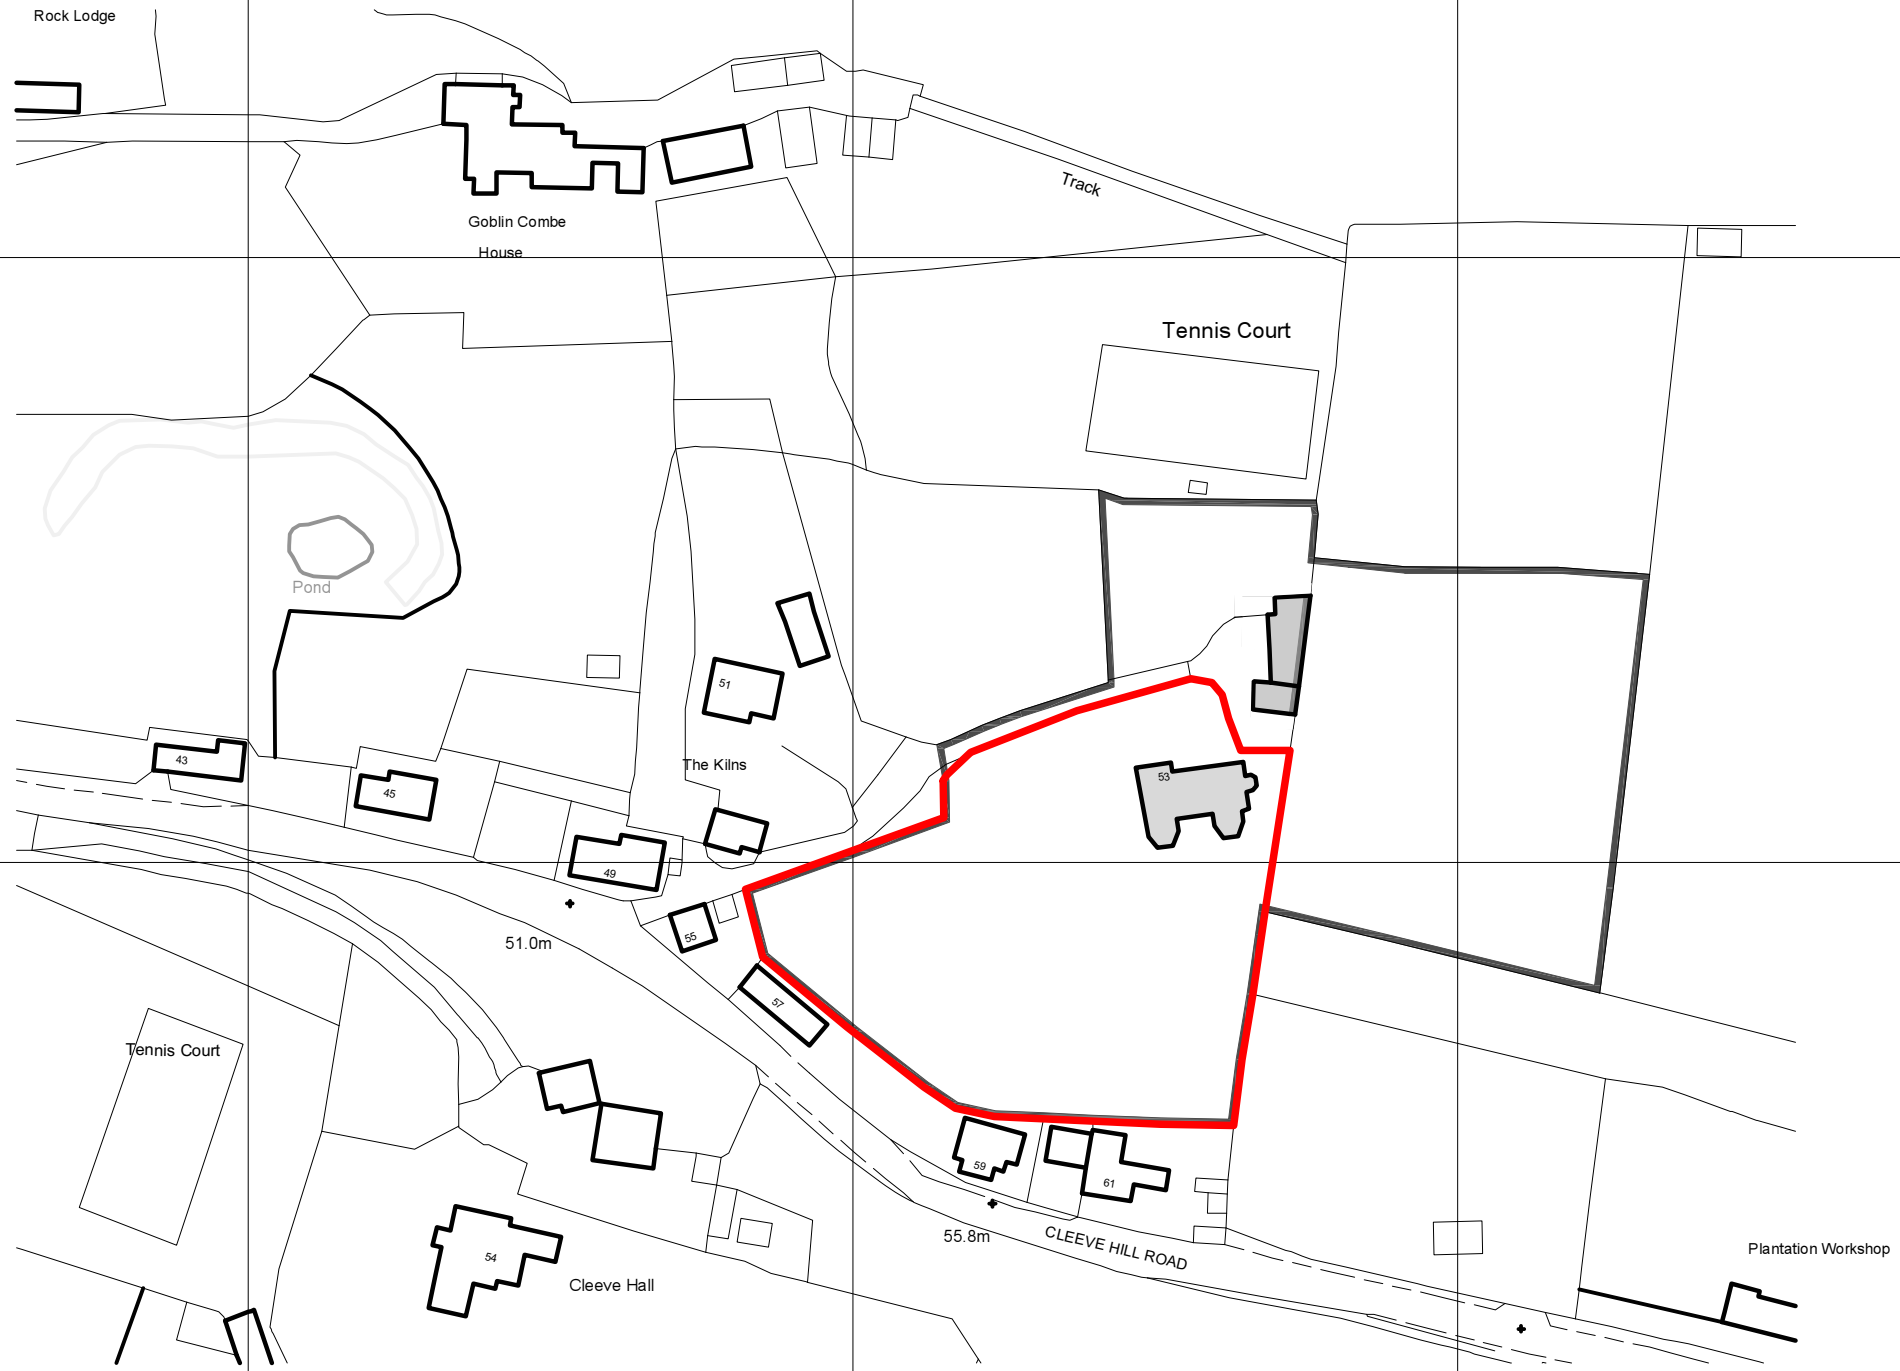 Rock Lodge
Track
Goblin Combe
House
Tennis Court
Pond
51
43
The Kilns
53
45
49
55
51.0m
57
Tennis Court
59
61
55.8m
CLEEVE HILL ROAD
Plantation Workshop
54
Cleeve Hall